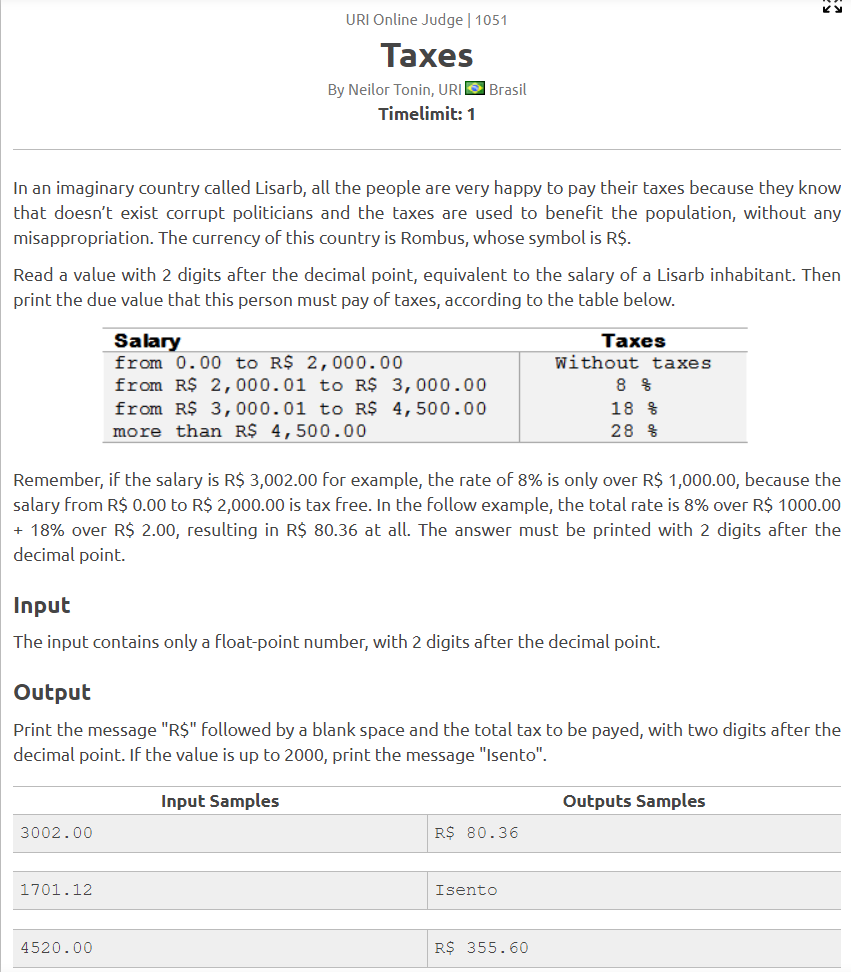 URI Online Judge | 1051
Taxes
By Neilor Tonin, URI Brasil
Timelimit: 1
In an imaginary country called Lisarb, all the people are very happy to pay their taxes because they know
that doesn’t exist corrupt politicians and the taxes are used to benefit the population, without any
misappropriation. The currency of this country is Rombus, whose symbol is R$.
Read a value with 2 digits after the decimal point, equivalent to the salary of a Lisarb inhabitant. Then
print the due value that this person must pay of taxes, according to the table below.
Salary Taxes
from 0.00 to R$ 2,000.00 Without taxes
from R$ 2,000.01 to R$ 3,000.00 8 %
from R$ 3,000.01 to R$ 4,500.00 18 %
more than R$ 4,500.00 28 %
Remember, if the salary is R$ 3,002.00 for example, the rate of 8% is only over R$ 1,000.00, because the
salary from R$ 0.00 to R$ 2,000.00 is tax free. In the follow example, the total rate is 8% over R$ 1000.00
+ 18% over R$ 2.00, resulting in R$ 80.36 at all. The answer must be printed with 2 digits after the
decimal point.
Input
The input contains only a float-point number, with 2 digits after the decimal point.
Output
Print the message "R$" followed by a blank space and the total tax to be payed, with two digits after the
decimal point. If the value is up to 2000, print the message "Isento".
Input Samples Outputs Samples
3002.00 R$ 80.36
1701.12 Isento
4520.00 R$ 355.60